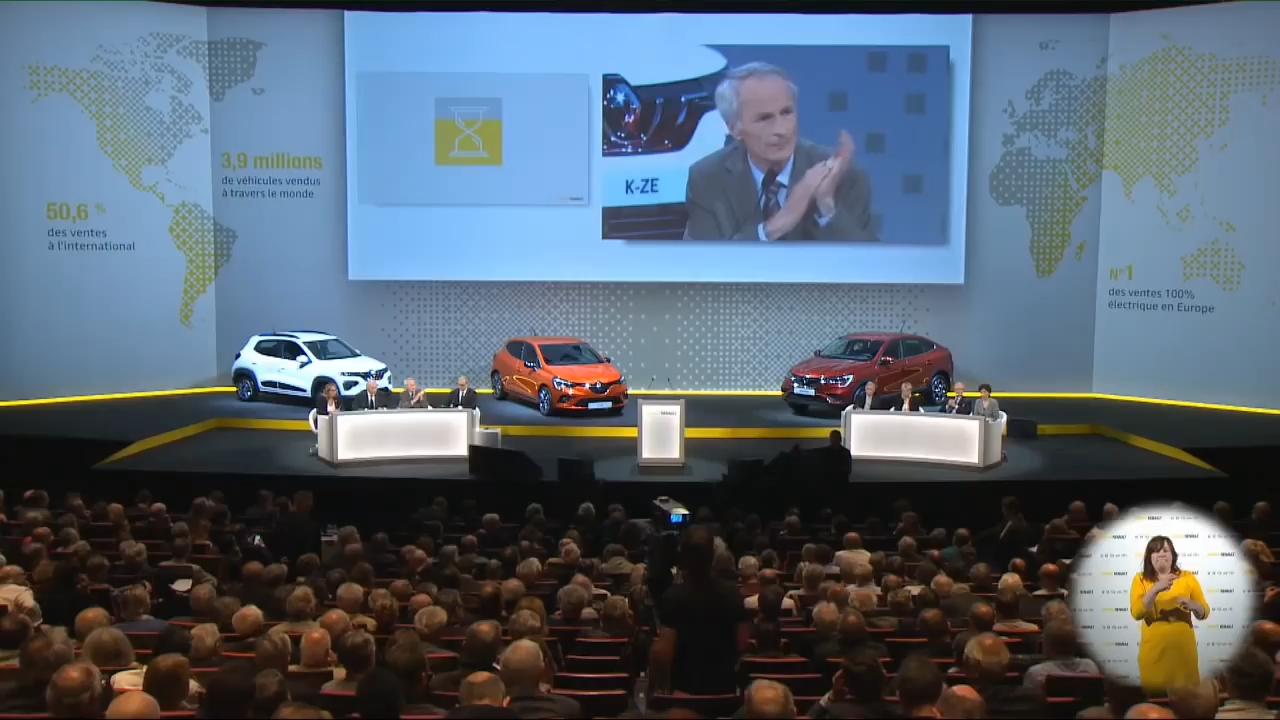 3,9 millions
de véhicules vendus
à travers le monde
50,6 %
des ventes
à l'international
K-ZE
N°1
des ventes 100%
électrique en Europe
RENAULT